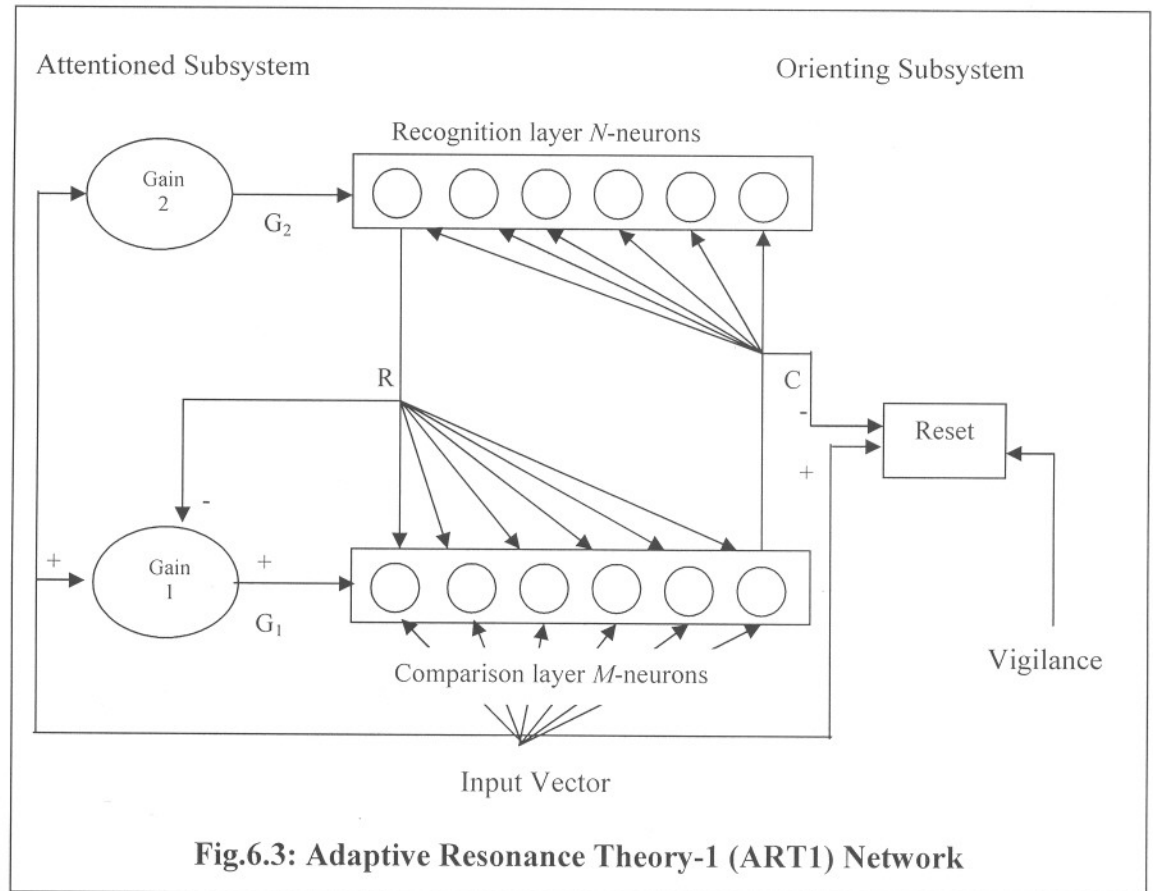 Attentioned Subsystem
Orienting Subsystem
Recognition layer N-neurons
Gain
2
G₂
R
C
-
Reset
+
-
+
Gain
1
+
G₁
Comparison layer M-neurons
Vigilance
Input Vector
Fig.6.3: Adaptive Resonance Theory-1 (ART1) Network